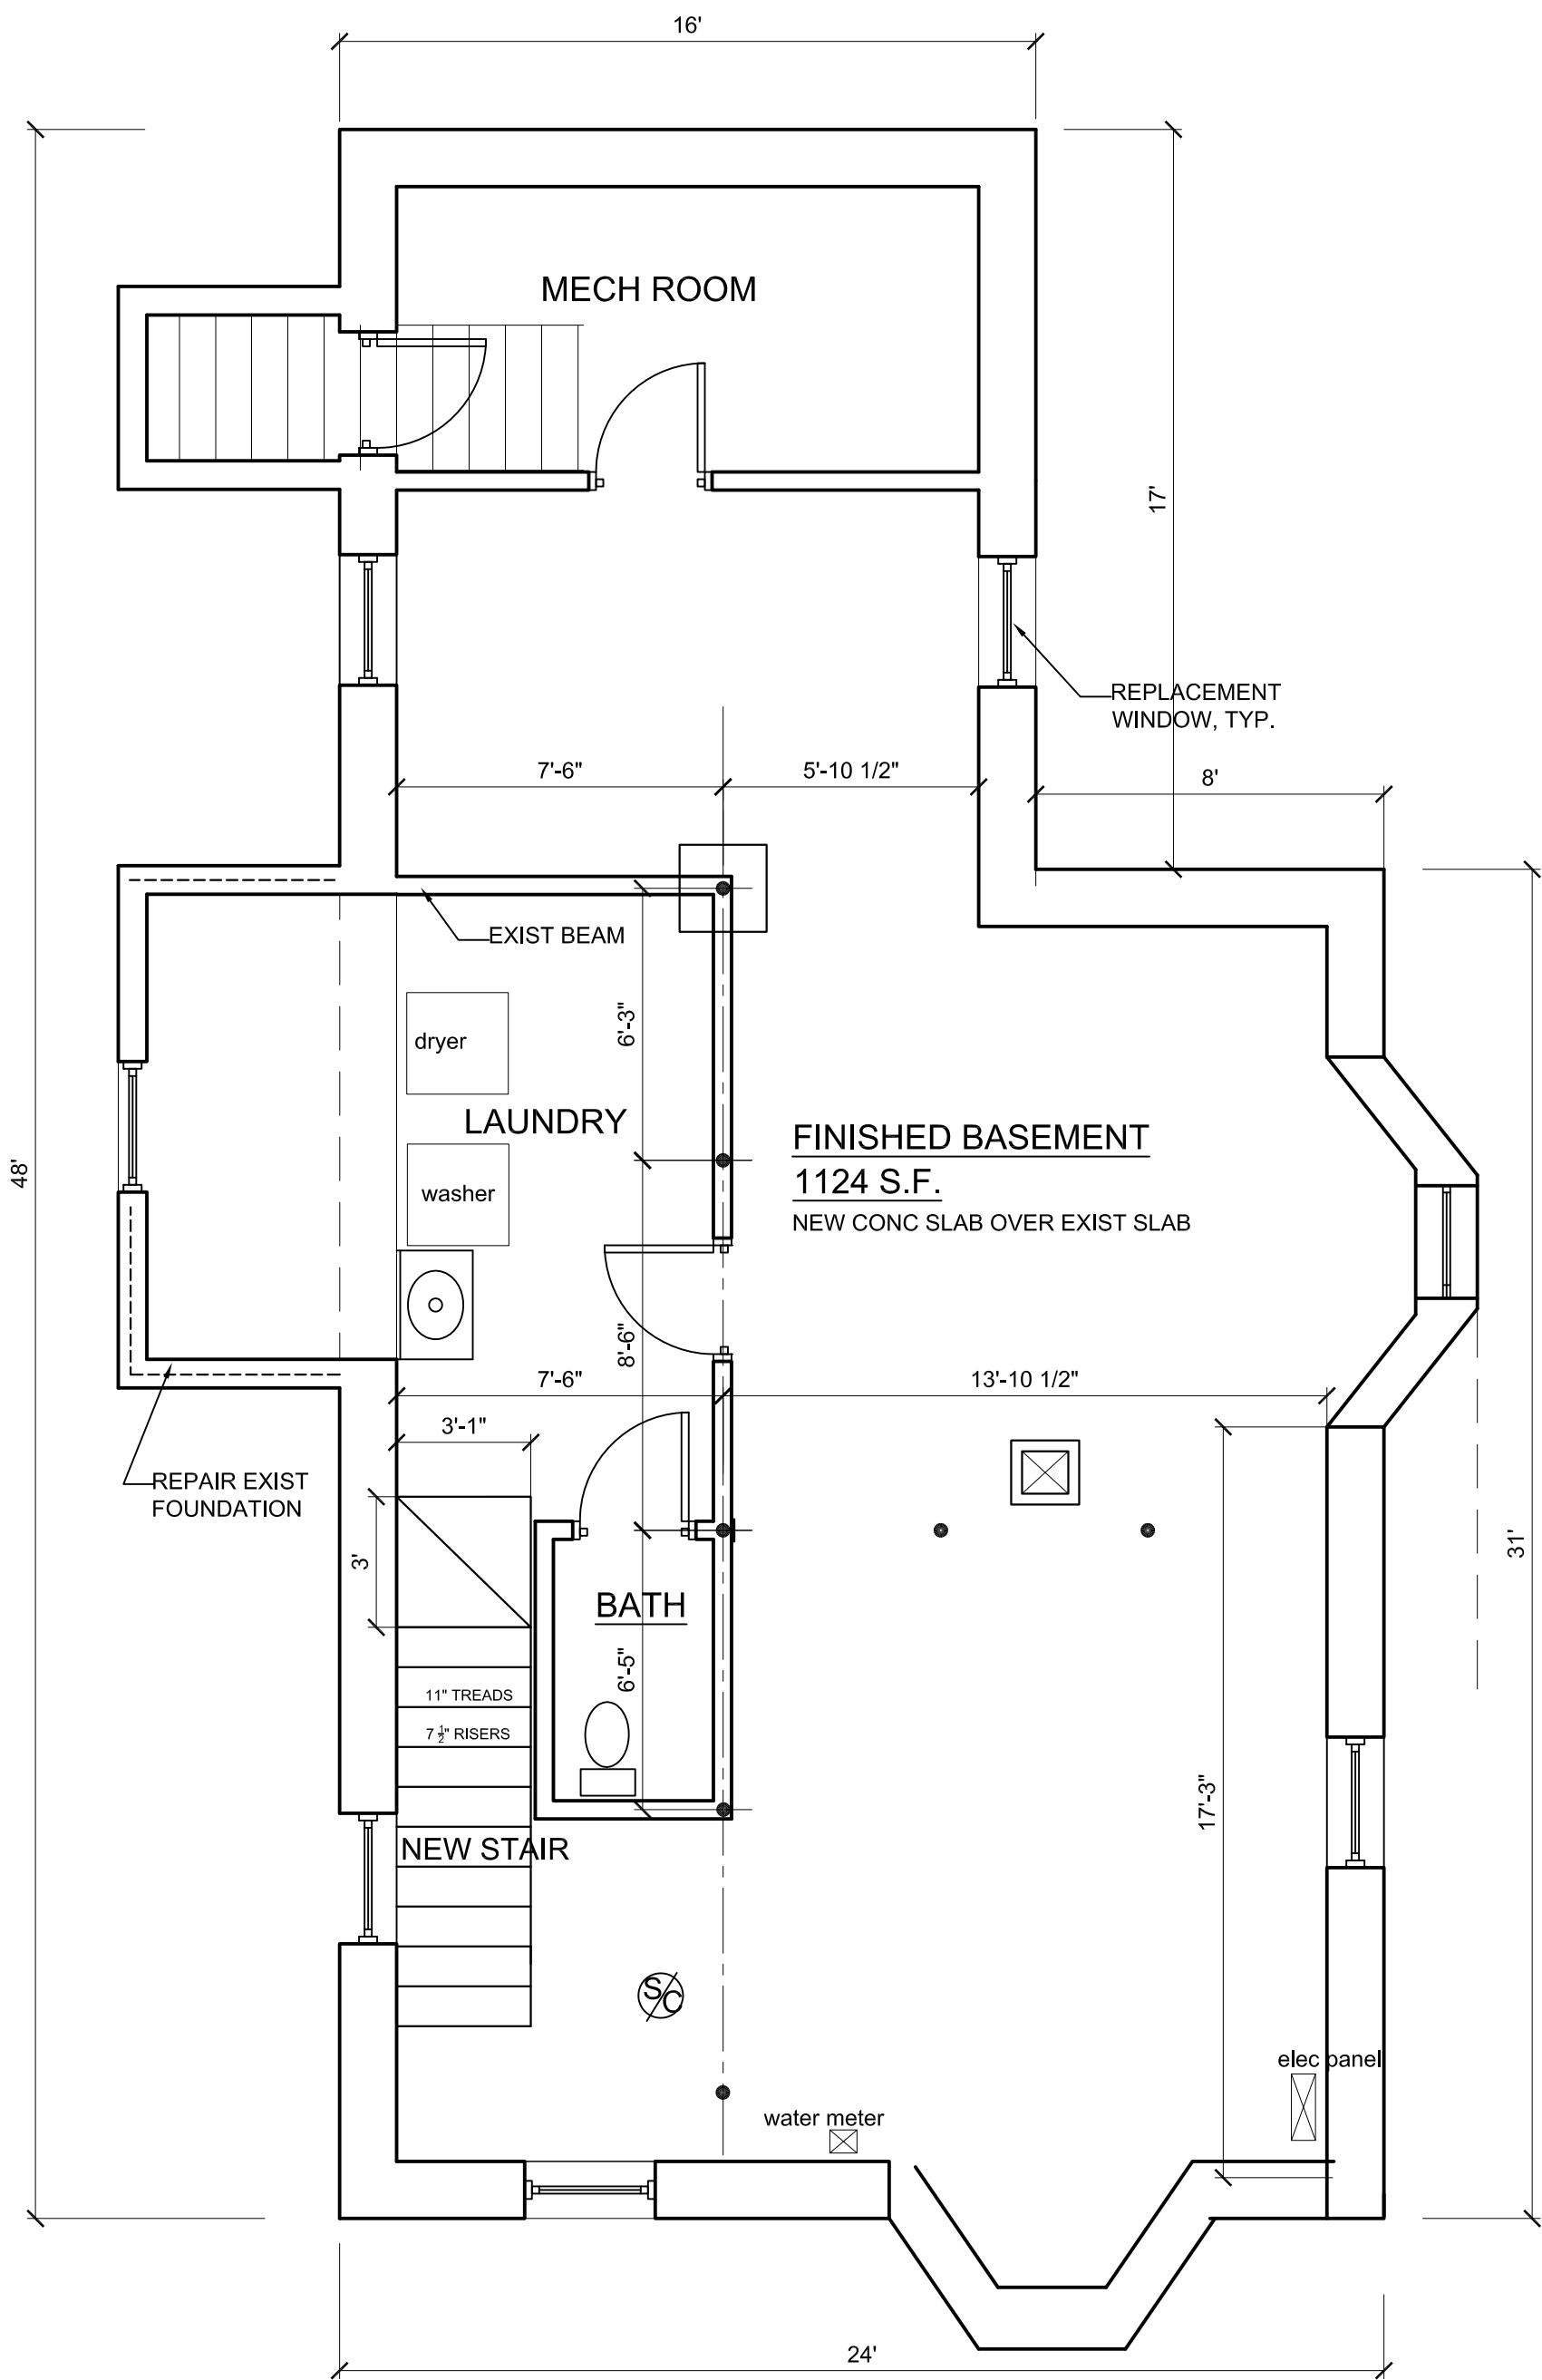 16'
MECH ROOM
17'
REPLACEMENT
WINDOW, TYP.
7'-6"
5'-10 1/2"
8'
EXIST BEAM
6'-3"
dryer
LAUNDRY
FINISHED BASEMENT
1124 S.F.
NEW CONC SLAB OVER EXIST SLAB
48'
washer
8'-6"
7'-6"
13'-10 1/2"
3'-1"
REPAIR EXIST
FOUNDATION
3'
31'
BATH
6'-5"
11" TREADS
7 1/2" RISERS
17'-3"
NEW STAIR
S/C
elec panel
water meter
24'